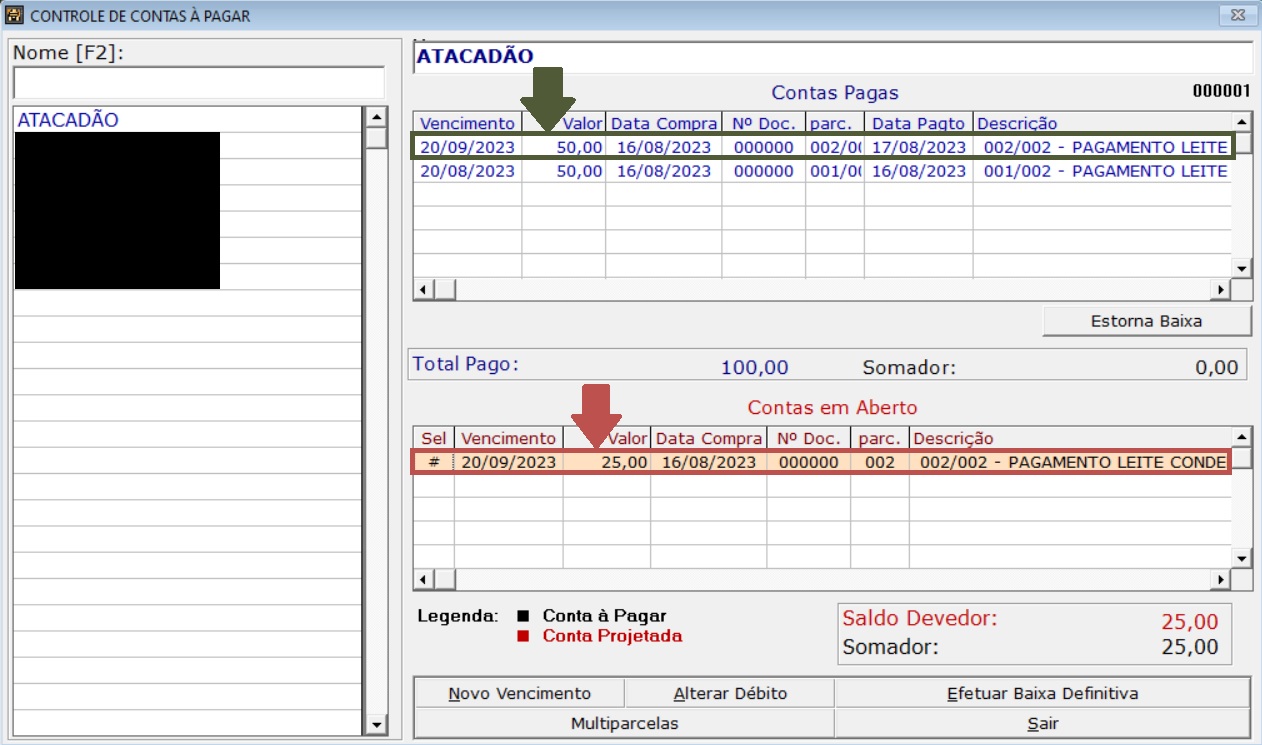 CONTROLE DE CONTAS À PAGAR
Nome [F2]:
ATACADÃO
ATACADÃO
Contas Pagas
000001
Vencimento Valor Data Compra Nº Doc. parc. Data Pagto Descrição
20/09/2023 50,00 16/08/2023 000000 002/0 17/08/2023 002/002 - PAGAMENTO LEITE
20/08/2023 50,00 16/08/2023 000000 001/0 16/08/2023 001/002 - PAGAMENTO LEITE
Estorna Baixa
Total Pago: 100,00 Somador: 0,00
Contas em Aberto
Sel Vencimento Valor Data Compra Nº Doc. parc. Descrição
# 20/09/2023 25,00 16/08/2023 000000 002 002/002 - PAGAMENTO LEITE CONDE
Legenda: Conta à Pagar
Conta Projetada
Saldo Devedor: 25,00
Somador: 25,00
Novo Vencimento Alterar Débito Efetuar Baixa Definitiva
Multiparcelas Sair